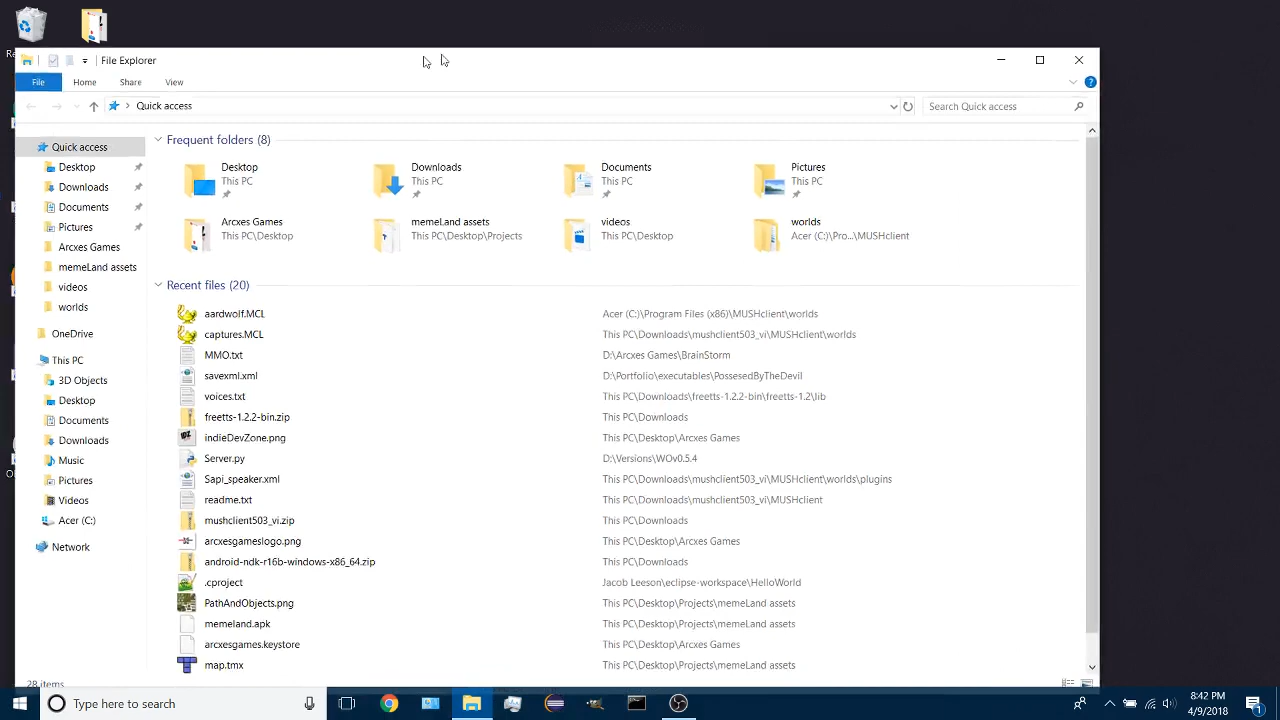 File Explorer
File Home Share View
Quick access
Search Quick access
Quick access
Desktop
Downloads
Documents
Pictures
Arcxes Games
memeLand assets
videos
worlds
OneDrive
This PC
3D Objects
Desktop
Documents
Downloads
Music
Pictures
Videos
Acer (C:)
Network
Frequent folders (8)
Desktop
This PC
Downloads
This PC
Documents
This PC
Pictures
This PC
Arcxes Games
This PC\Desktop
memeLand assets
This PC\Desktop\Projects
videos
This PC\Desktop
worlds
Acer (C:)\Pro...\MUSHclient
Recent files (20)
aardwolf.MCL Acer (C:)\Program Files (x86)\MUSHclient\worlds
captures.MCL This PC\Downloads\mushclient503_vi\MUSHclient\worlds
MMO.txt D:\Arcxes Games\BrainStorm
savexml.xml D:\Portfolio\executables\PossesedByTheDevil
voices.txt This PC\Downloads\freetts-1.2.2-bin\freetts-1.2\lib
freetts-1.2.2-bin.zip This PC\Downloads
indieDevZone.png This PC\Desktop\Arcxes Games
Server.py D:\Versions\WOv0.5.4
Sapi_speaker.xml This PC\Downloads\mushclient503_vi\MUSHclient\worlds\plugins
readme.txt This PC\Downloads\mushclient503_vi\MUSHclient
mushclient503_vi.zip This PC\Downloads
arcxesgameslogo.png This PC\Desktop\Arcxes Games
android-ndk-r16b-windows-x86_64.zip This PC\Downloads
.cproject Jacob Leeson\eclipse-workspace\HelloWorld
PathAndObjects.png This PC\Desktop\Projects\memeLand assets
memeland.apk This PC\Desktop\Projects\memeLand assets
arcxesgames.keystore This PC\Desktop\Arcxes Games
map.tmx This PC\Desktop\Projects\memeLand assets
28 items
Type here to search
8:42 PM
4/9/2018